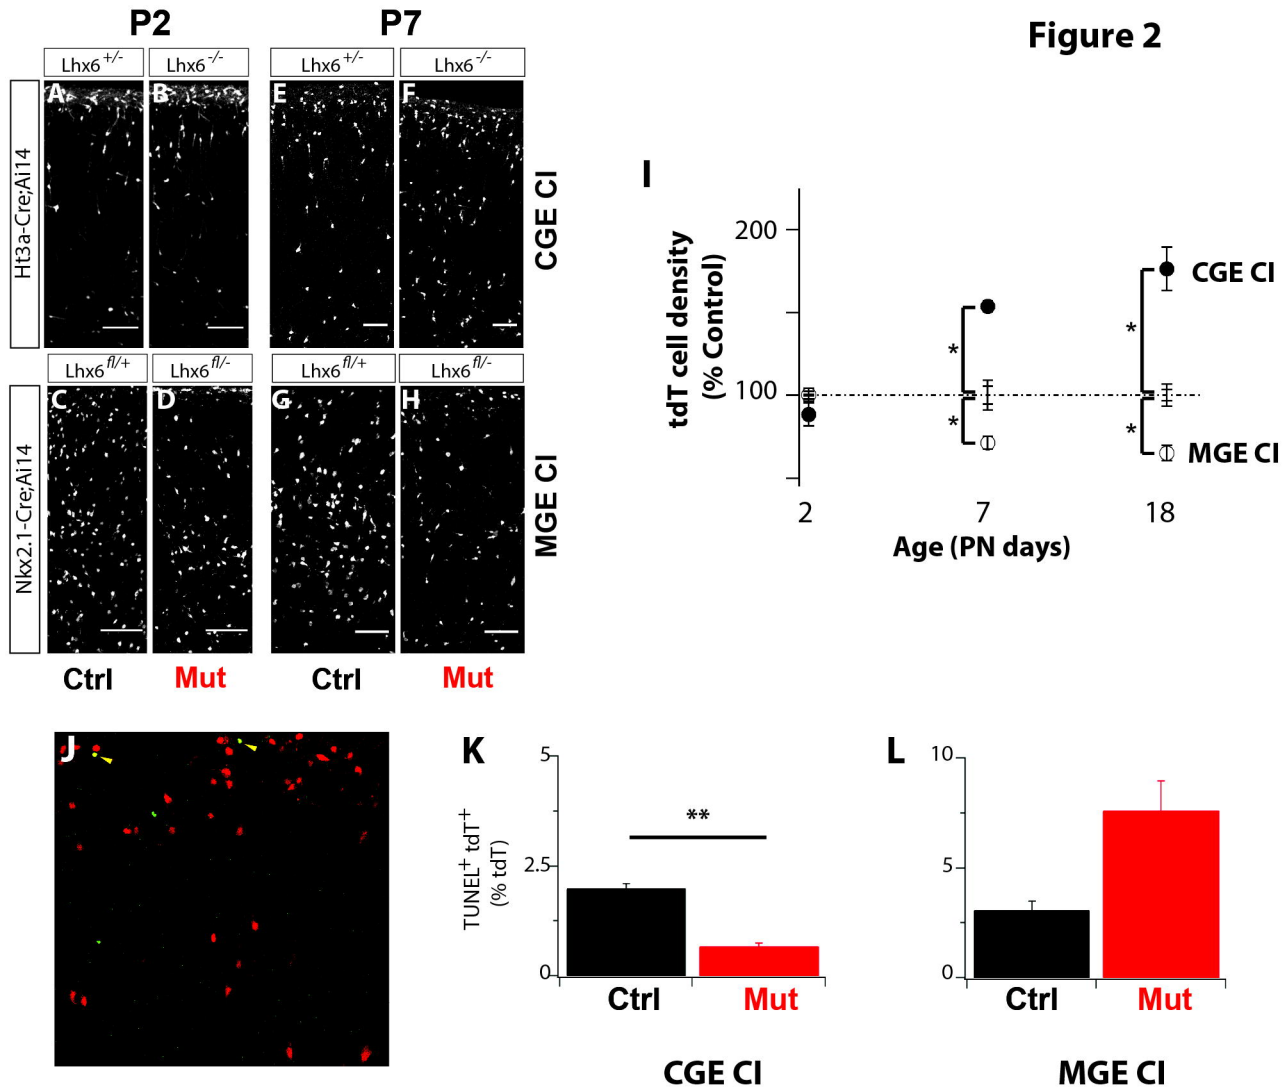 P2
P7
Figure 2
Lhx6+/-
Lhx6-/-
Lhx6+/-
Lhx6-/-
Ht3a-Cre;Ai14
A
B
E
F
CGE CI
Lhx6fl/+
Lhx6fl/-
Lhx6fl/+
Lhx6fl/-
Nkx2.1-Cre;Ai14
C
D
G
H
MGE CI
Ctrl
Mut
Ctrl
Mut
I
tdT cell density
(% Control)
200
100
*
*
*
*
CGE CI
MGE CI
2
7
18
Age (PN days)
J
K
TUNEL+ tdT+
(% tdT)
5
2.5
0
**
Ctrl
Mut
CGE CI
L
10
5
0
Ctrl
Mut
MGE CI